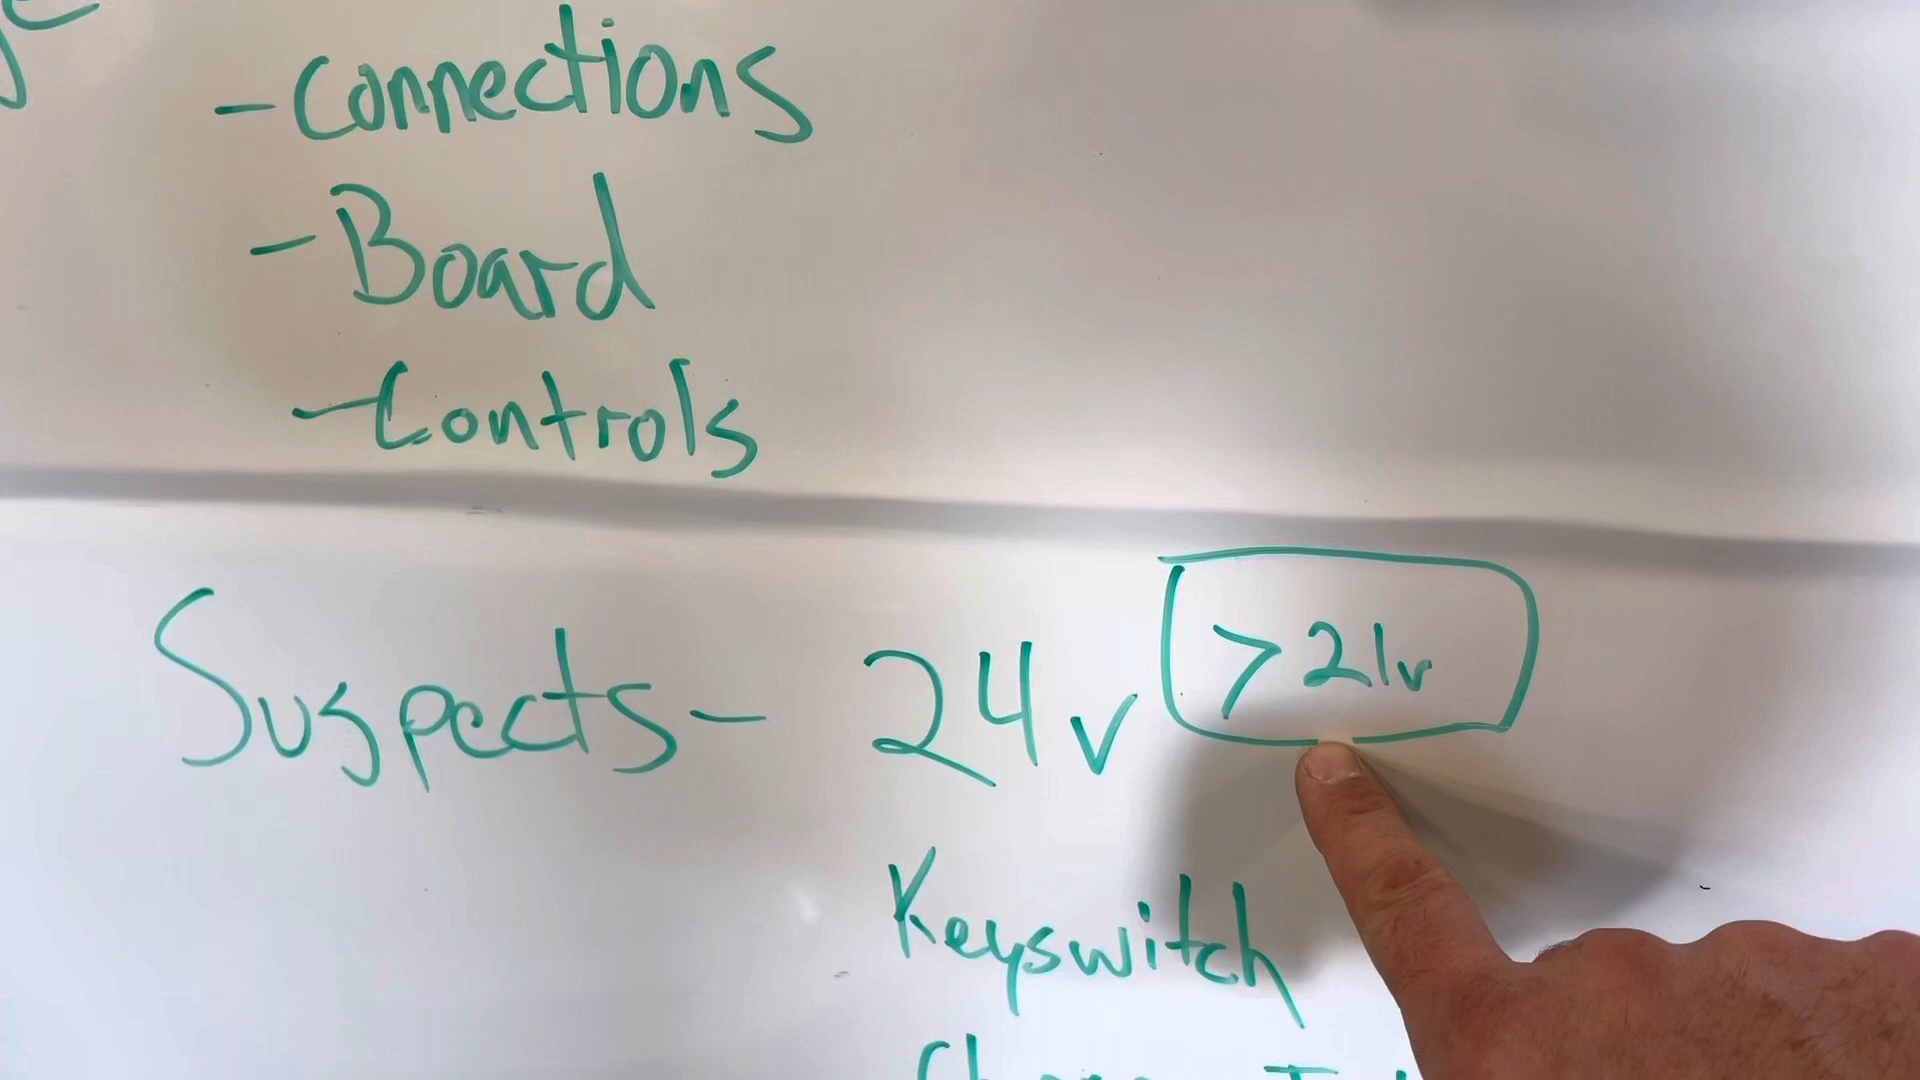 - Connections
- Board
- Controls
Suspects - 24v >21v
Keyswitch